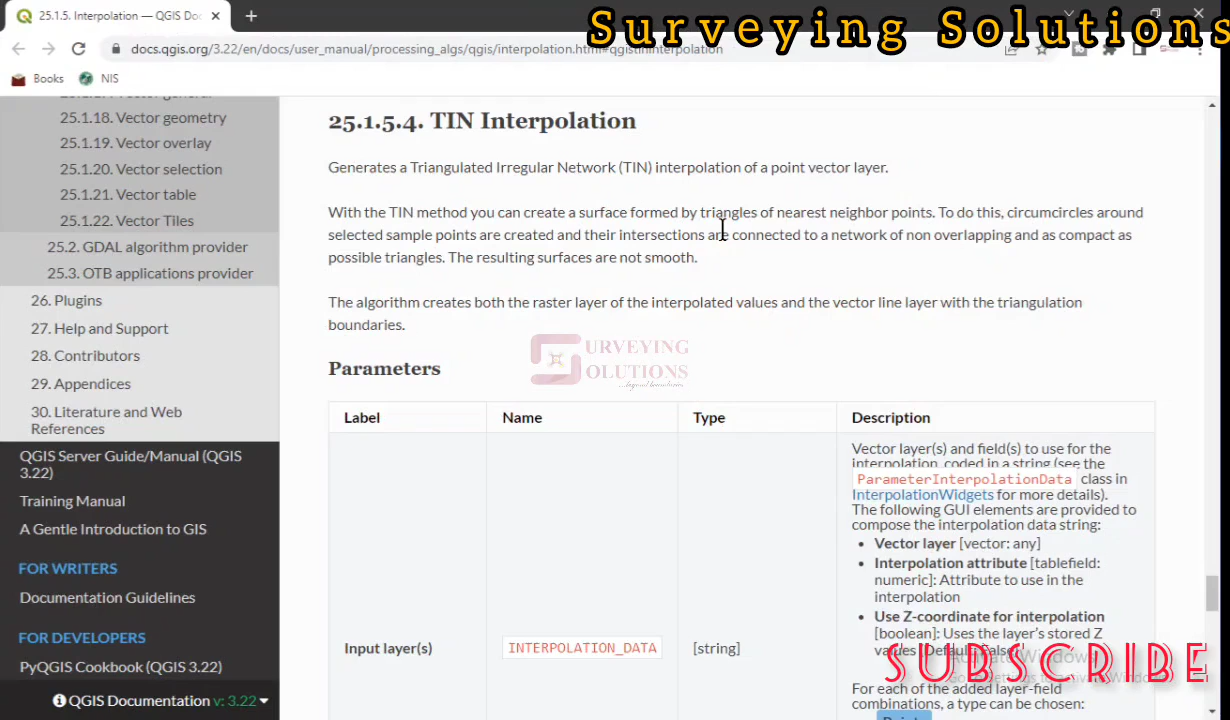 25.1.5. Interpolation — QGIS Do
Surveying Solutions
docs.qgis.org/3.22/en/docs/user_manual/processing_algs/qgis/interpolation.html
Books
NIS
25.1.18. Vector geometry
25.1.19. Vector overlay
25.1.20. Vector selection
25.1.21. Vector table
25.1.22. Vector Tiles
25.2. GDAL algorithm provider
25.3. OTB applications provider
26. Plugins
27. Help and Support
28. Contributors
29. Appendices
30. Literature and Web
References
QGIS Server Guide/Manual (QGIS
3.22)
Training Manual
A Gentle Introduction to GIS
FOR WRITERS
Documentation Guidelines
FOR DEVELOPERS
PyQGIS Cookbook (QGIS 3.22)
QGIS Documentation v: 3.22
25.1.5.4. TIN Interpolation
Generates a Triangulated Irregular Network (TIN) interpolation of a point vector layer.
With the TIN method you can create a surface formed by triangles of nearest neighbor points. To do this, circumcircles around
selected sample points are created and their intersections are connected to a network of non overlapping and as compact as
possible triangles. The resulting surfaces are not smooth.
The algorithm creates both the raster layer of the interpolated values and the vector line layer with the triangulation
boundaries.
SURVEYING
SOLUTIONS
...beyond boundaries
Parameters
Label Name Type Description
Input layer(s) INTERPOLATION_DATA [string]
Vector layer(s) and field(s) to use for the
interpolation, coded in a string (see the
ParameterInterpolationData class in
InterpolationWidgets for more details).
The following GUI elements are provided to
compose the interpolation data string:
• Vector layer [vector: any]
• Interpolation attribute [tablefield:
numeric]: Attribute to use in the
interpolation
• Use Z-coordinate for interpolation
[boolean]: Uses the layer's stored Z
values (Default: False)
For each of the added layer-field
combinations, a type can be chosen:
Points
SUBSCRIBE